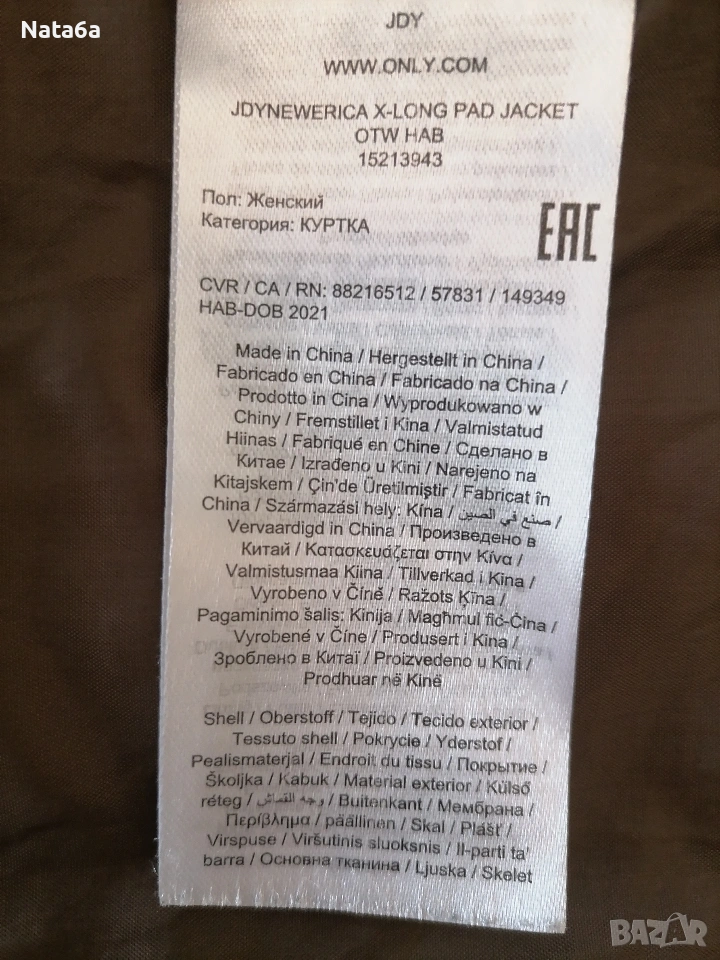 Nata6a
JDY
WWW.ONLY.COM
JDYNEWERICA X-LONG PAD JACKET
OTW HAB
15213943
Пол: Женский
Категория: КУРТКА
EAC
CVR / CA / RN: 88216512 / 57831 / 149349
HAB-DOB 2021
Made in China / Hergestellt in China /
Fabricado en China / Fabricado na China /
Prodotto in Cina / Wyprodukowano w
Chiny / Fremstillet i Kina / Valmistatud
Hiinas / Fabriqué en Chine / Сделано в
Китае / Izrađeno u Kini / Narejeno na
Kitajskem / Çin'de Üretilmiştir / Fabricat în
China / Származási hely: Kína / صنع في الصين /
Vervaardigd in China / Произведено в
Китай / Κατασκευάζεται στην Κίνα /
Valmistusmaa Kiina / Tillverkad i Kina /
Vyrobeno v Číně / Ražots Ķīna /
Pagaminimo šalis: Kinija / Magħmul fiċ-Ċina /
Vyrobené v Číne / Produsert i Kina /
Зроблено в Китаї / Proizvedeno u Kini /
Prodhuar në Kinë
Shell / Oberstoff / Tejido / Tecido exterior /
Tessuto shell / Pokrycie / Yderstof /
Pealismaterjal / Endroit du tissu / Покрытие /
Školjka / Kabuk / Material exterior / Külső
réteg / وجه القماش / Buitenkant / Мембрана /
Περίβλημα / päällinen / Skal / Plášť /
Virspuse / Viršutinis sluoksnis / Il-parti ta'
barra / Основна тканина / Ljuska / Skelet
BAZAR